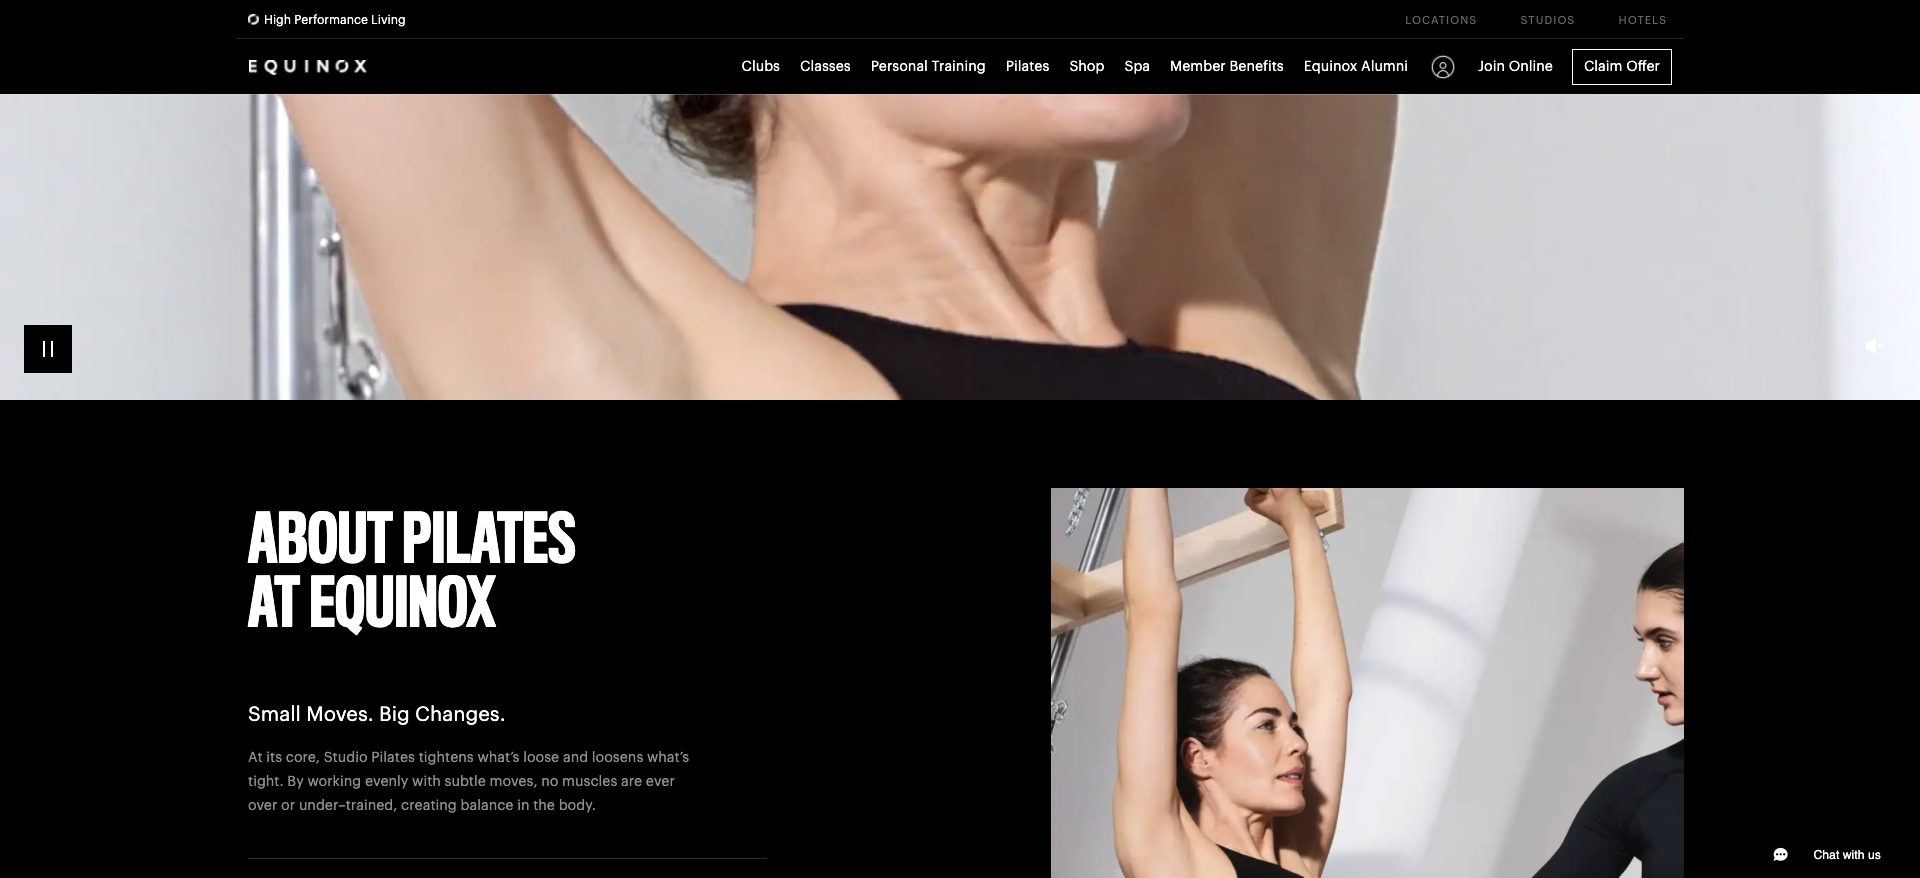 High Performance Living
LOCATIONS
STUDIOS
HOTELS
EQUINOX
Clubs
Classes
Personal Training
Pilates
Shop
Spa
Member Benefits
Equinox Alumni
Join Online
Claim Offer
ABOUT PILATES
AT EQUINOX
Small Moves. Big Changes.
At its core, Studio Pilates tightens what’s loose and loosens what’s
tight. By working evenly with subtle moves, no muscles are ever
over or under–trained, creating balance in the body.
Chat with us